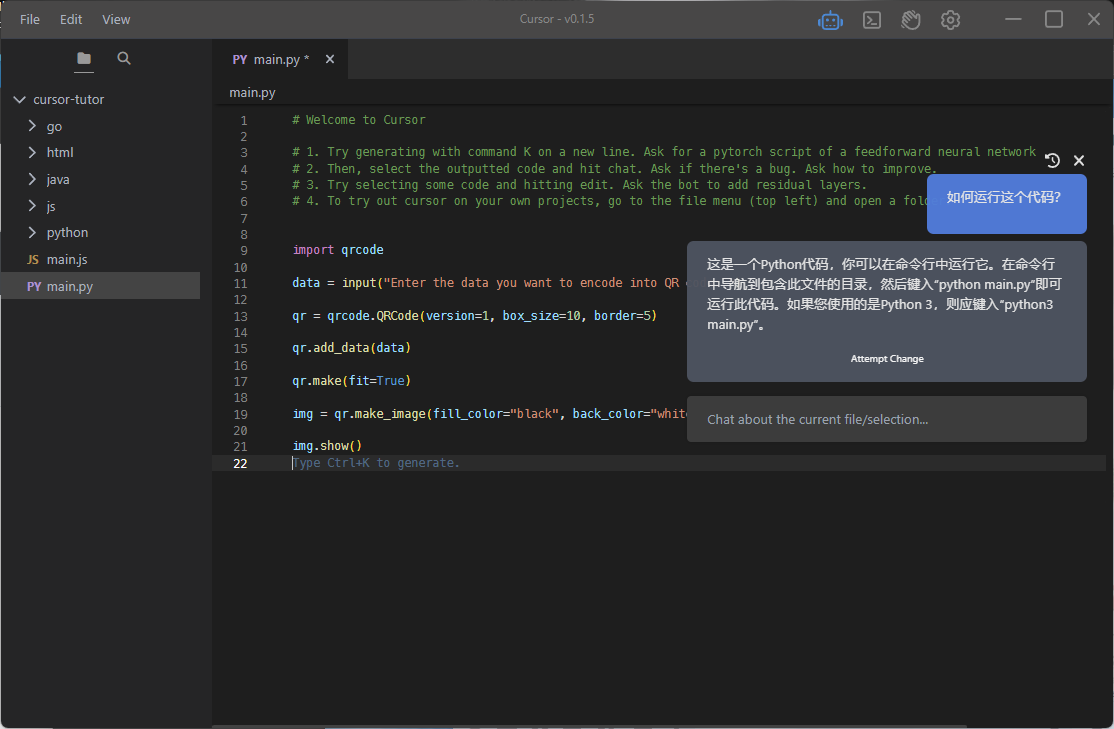 File Edit View
Cursor - v0.1.5
PY main.py * ×
cursor-tutor
go
html
java
js
python
JS main.js
PY main.py
main.py
1 # Welcome to Cursor
2
3 # 1. Try generating with command K on a new line. Ask for a pytorch script of a feedforward neural network
4 # 2. Then, select the outputted code and hit chat. Ask if there's a bug. Ask how to improve.
5 # 3. Try selecting some code and hitting edit. Ask the bot to add residual layers.
6 # 4. To try out cursor on your own projects, go to the file menu (top left) and open a fol
7
8
9 import qrcode
10
11 data = input("Enter the data you want to encode into QR
12
13 qr = qrcode.QRCode(version=1, box_size=10, border=5)
14
15 qr.add_data(data)
16
17 qr.make(fit=True)
18
19 img = qr.make_image(fill_color="black", back_color="whit
20
21 img.show()
22 Type Ctrl+K to generate.
如何运行这个代码?
这是一个Python代码，你可以在命令行中运行它。在命令行
中导航到包含此文件的目录，然后键入“python main.py”即可
运行此代码。如果您使用的是Python 3，则应键入“python3
main.py”。
Attempt Change
Chat about the current file/selection...